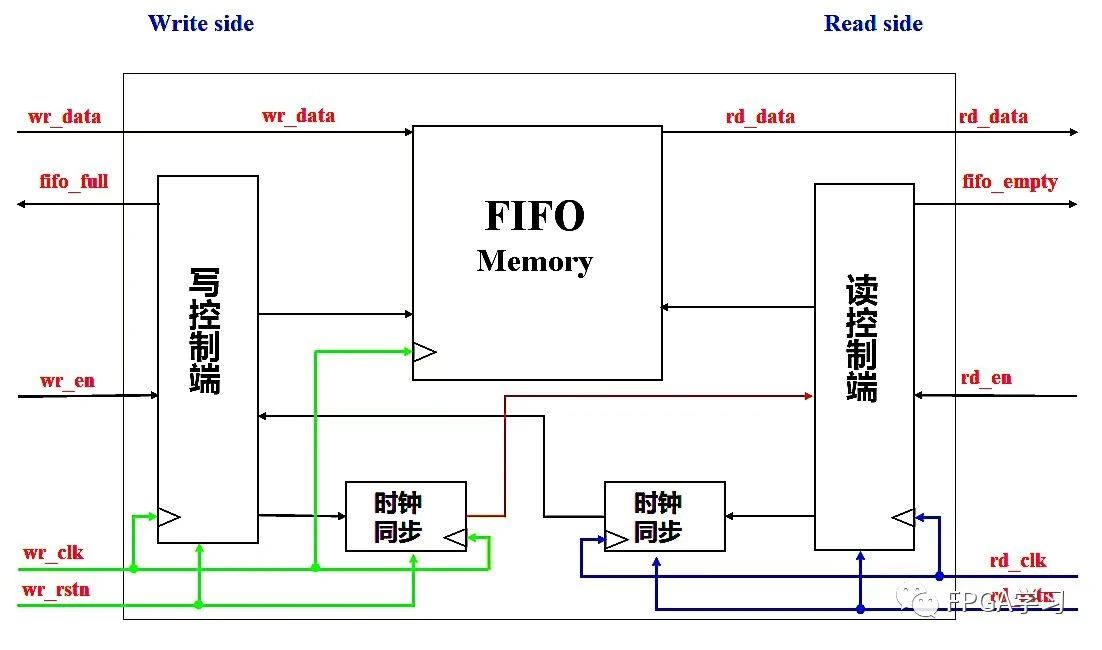 Write side
Read side
wr_data
wr_data
rd_data
rd_data
fifo_full
fifo_empty
FIFO
Memory
写控制端
读控制端
wr_en
rd_en
时钟
同步
时钟
同步
wr_clk
rd_clk
wr_rstn
rd_rstn
FPGA学习